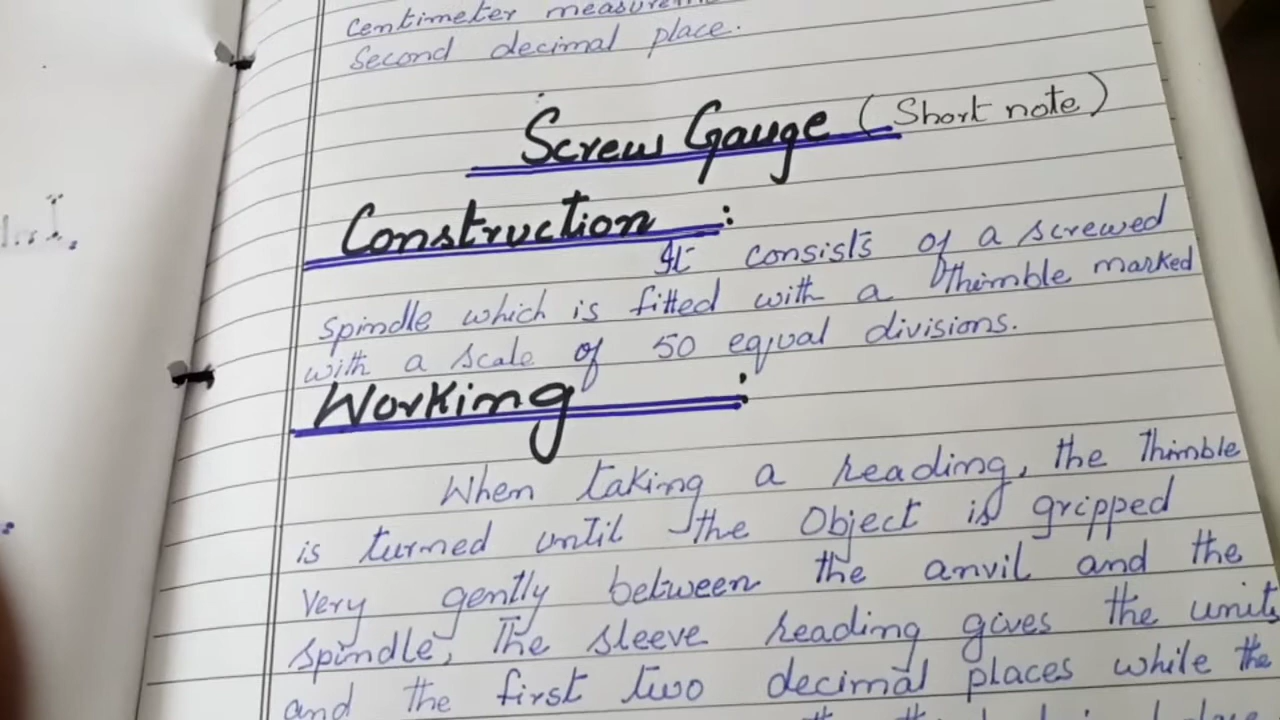 centimeter
second decimal place.
Screw Gauge (Short note)
Construction :
It consists of a screwed
spindle which is fitted with a thimble marked
with a scale of 50 equal divisions.
Working :
When taking a reading, the thimble
is turned until the Object is gripped
very gently between the anvil and the
spindle, The sleeve reading gives the units
and the first two decimal places while the